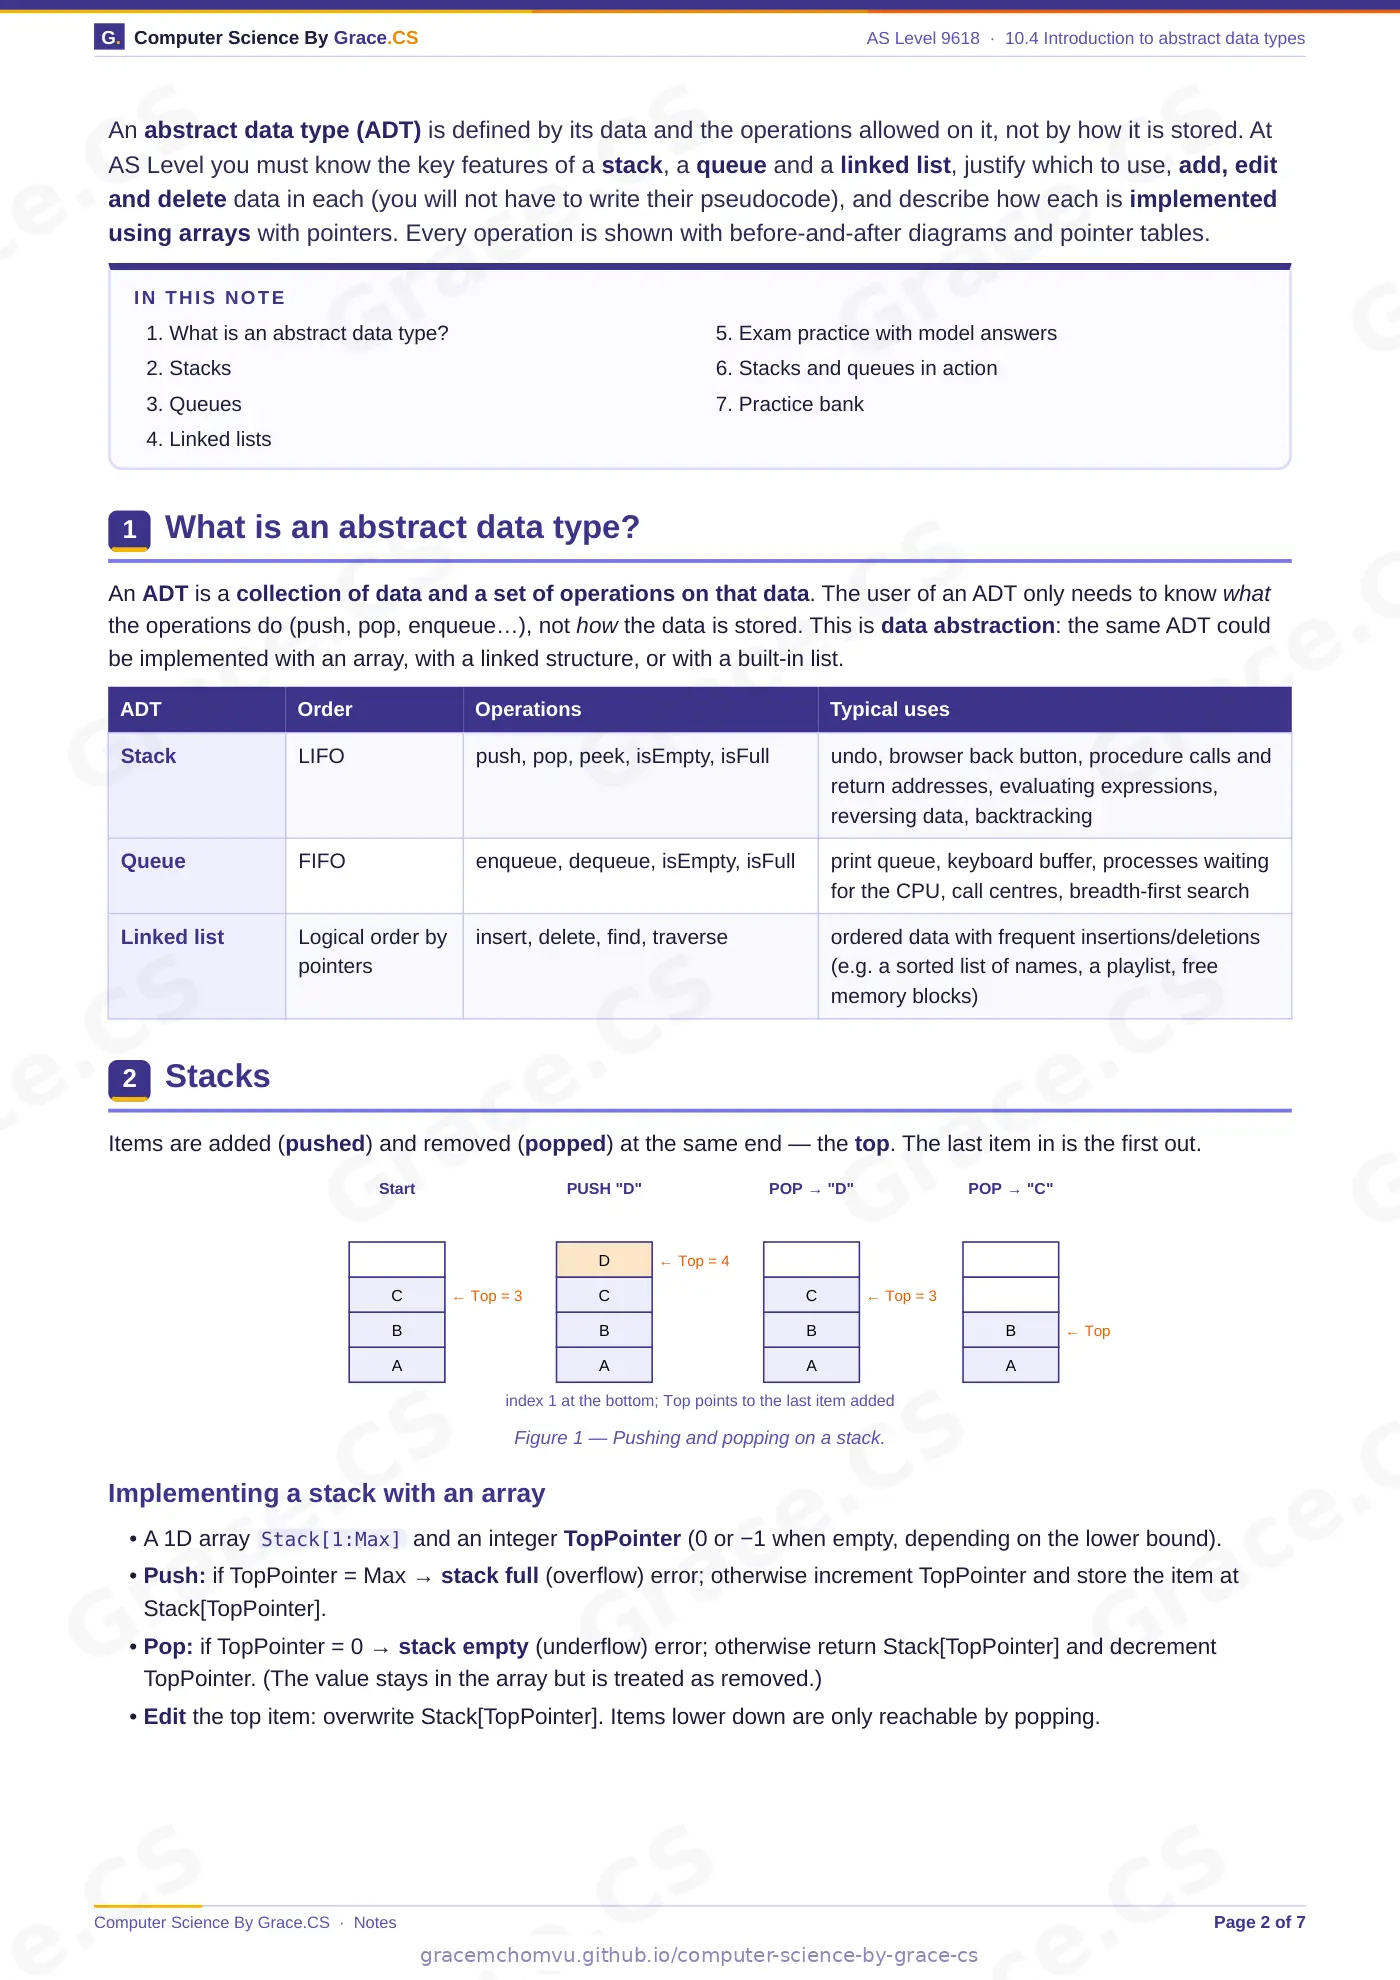 G. Computer Science By Grace.CS
AS Level 9618 · 10.4 Introduction to abstract data types
An abstract data type (ADT) is defined by its data and the operations allowed on it, not by how it is stored. At
AS Level you must know the key features of a stack, a queue and a linked list, justify which to use, add, edit
and delete data in each (you will not have to write their pseudocode), and describe how each is implemented
using arrays with pointers. Every operation is shown with before-and-after diagrams and pointer tables.
IN THIS NOTE
1. What is an abstract data type?
2. Stacks
3. Queues
4. Linked lists
5. Exam practice with model answers
6. Stacks and queues in action
7. Practice bank
1 What is an abstract data type?
An ADT is a collection of data and a set of operations on that data. The user of an ADT only needs to know what
the operations do (push, pop, enqueue…), not how the data is stored. This is data abstraction: the same ADT could
be implemented with an array, with a linked structure, or with a built-in list.
ADT Order Operations Typical uses
Stack LIFO push, pop, peek, isEmpty, isFull undo, browser back button, procedure calls and
return addresses, evaluating expressions,
reversing data, backtracking
Queue FIFO enqueue, dequeue, isEmpty, isFull print queue, keyboard buffer, processes waiting
for the CPU, call centres, breadth-first search
Linked list Logical order by insert, delete, find, traverse ordered data with frequent insertions/deletions
pointers (e.g. a sorted list of names, a playlist, free
memory blocks)
2 Stacks
Items are added (pushed) and removed (popped) at the same end — the top. The last item in is the first out.
Start PUSH "D" POP → "D" POP → "C"
D ← Top = 4
C ← Top = 3 C C ← Top = 3
B B B B ← Top
A A A A
index 1 at the bottom; Top points to the last item added
Figure 1 — Pushing and popping on a stack.
Implementing a stack with an array
• A 1D array Stack[1:Max] and an integer TopPointer (0 or −1 when empty, depending on the lower bound).
• Push: if TopPointer = Max → stack full (overflow) error; otherwise increment TopPointer and store the item at
Stack[TopPointer].
• Pop: if TopPointer = 0 → stack empty (underflow) error; otherwise return Stack[TopPointer] and decrement
TopPointer. (The value stays in the array but is treated as removed.)
• Edit the top item: overwrite Stack[TopPointer]. Items lower down are only reachable by popping.
Computer Science By Grace.CS · Notes
Page 2 of 7
gracemchomvu.github.io/computer-science-by-grace-cs